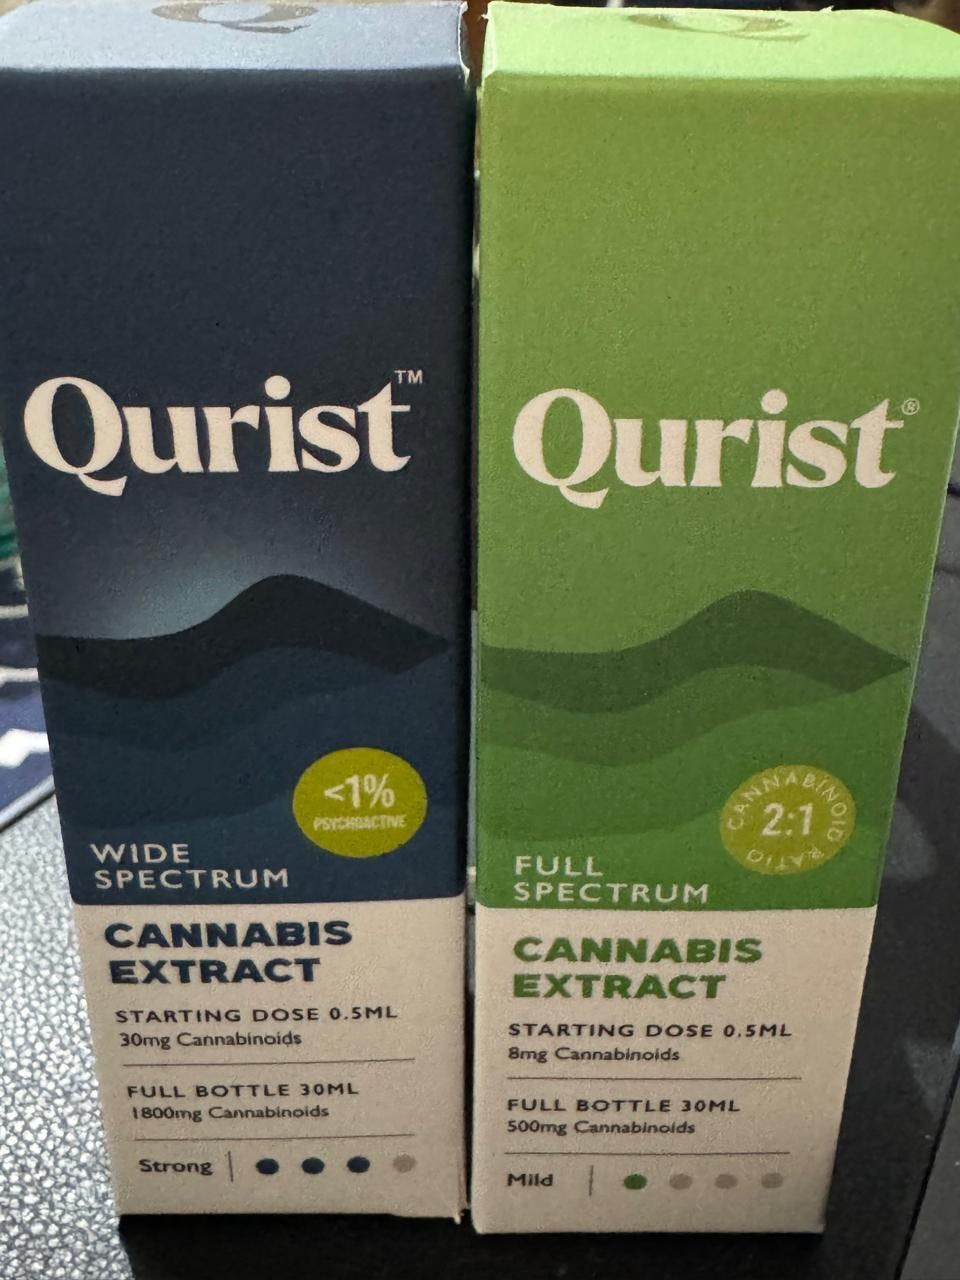 Qurist™
<1%
PSYCHOACTIVE
WIDE
SPECTRUM
CANNABIS
EXTRACT
STARTING DOSE 0.5ML
30mg Cannabinoids
FULL BOTTLE 30ML
1800mg Cannabinoids
Strong
Qurist®
CANNABINOID
2:1
RATIO
FULL
SPECTRUM
CANNABIS
EXTRACT
STARTING DOSE 0.5ML
8mg Cannabinoids
FULL BOTTLE 30ML
500mg Cannabinoids
Mild